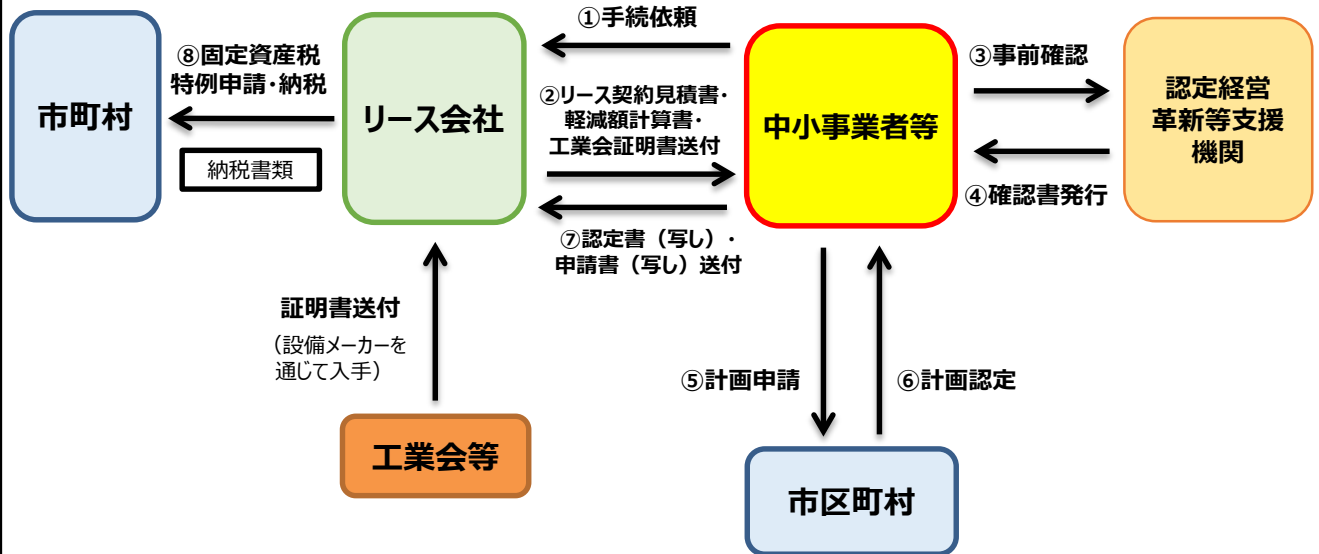 ①手続依頼
⑧固定資産税
特例申請・納税
③事前確認
市町村
リース会社
②リース契約見積書・
軽減額計算書・
工業会証明書送付
中小事業者等
認定経営
革新等支援
機関
納税書類
④確認書発行
⑦認定書（写し）・
申請書（写し）送付
証明書送付
（設備メーカーを
通じて入手）
⑤計画申請
⑥計画認定
工業会等
市区町村